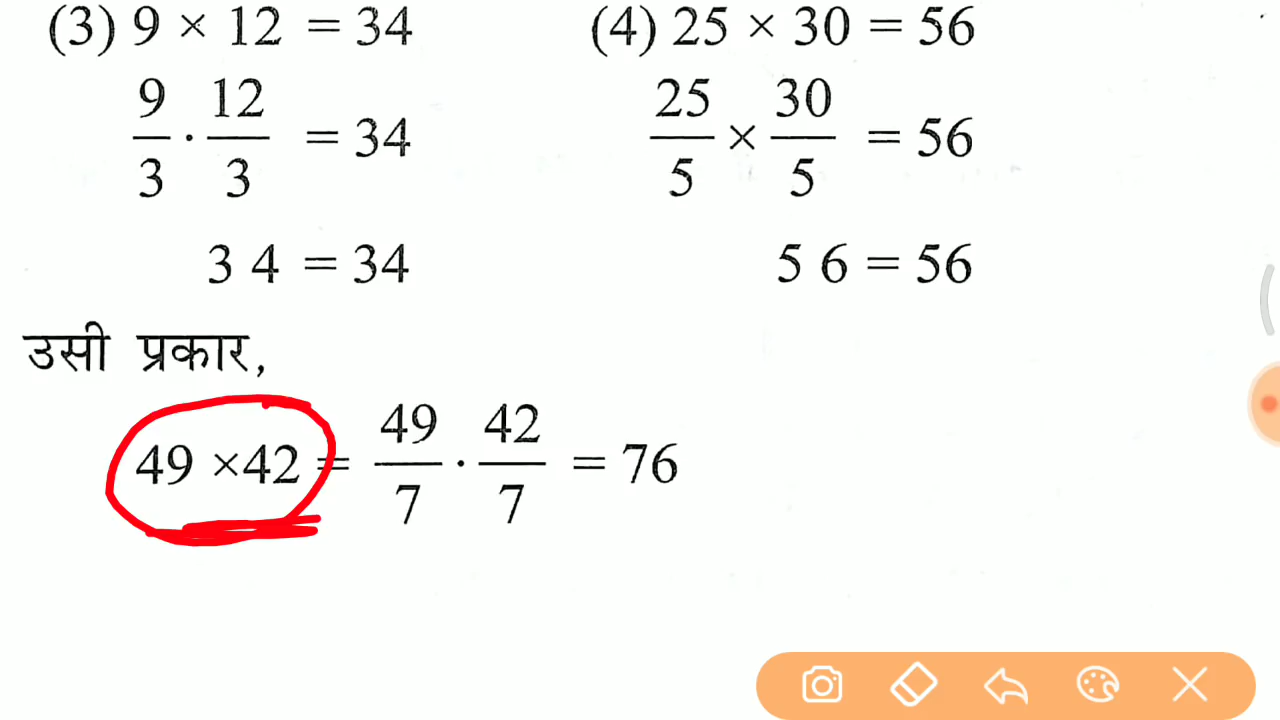 (3) 9 × 12 = 34
9/3 · 12/3 = 34
3 4 = 34
(4) 25 × 30 = 56
25/5 × 30/5 = 56
5 6 = 56
उसी प्रकार,
49 ×42 = 49/7 · 42/7 = 76